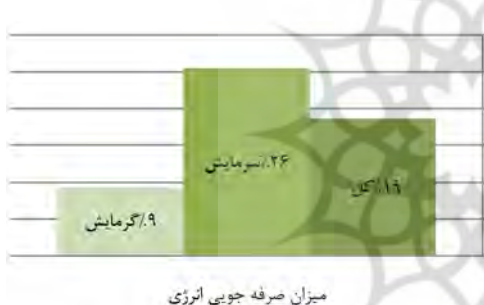 ۲۶٪سرمایش
۱۹٪کل
۹٪گرمایش
میزان صرفه جویی انرژی